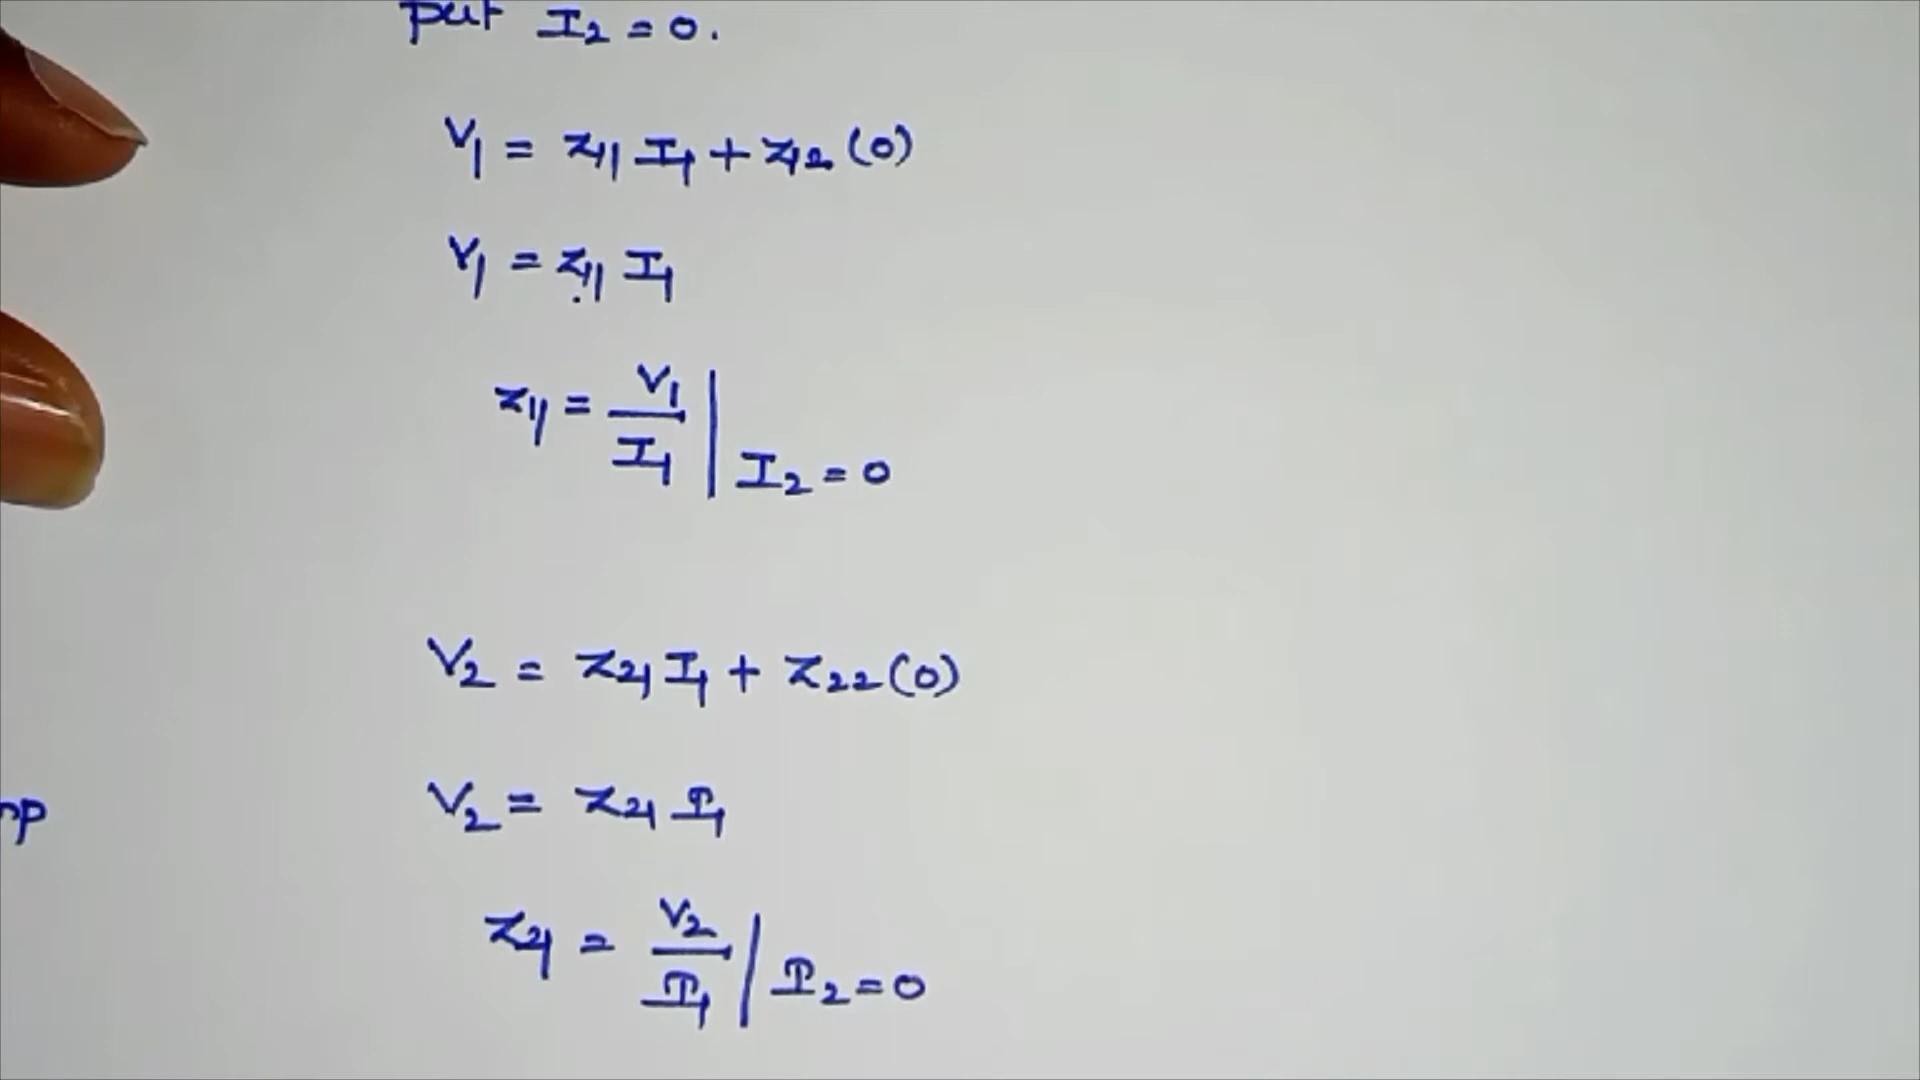 put I₂ = 0.
V₁ = Z₁₁ I₁ + Z₁₂ (0)
V₁ = Z₁₁ I₁
Z₁₁ = V₁ / I₁ | I₂ = 0
V₂ = Z₂₁ I₁ + Z₂₂ (0)
V₂ = Z₂₁ I₁
Z₂₁ = V₂ / I₁ | I₂ = 0